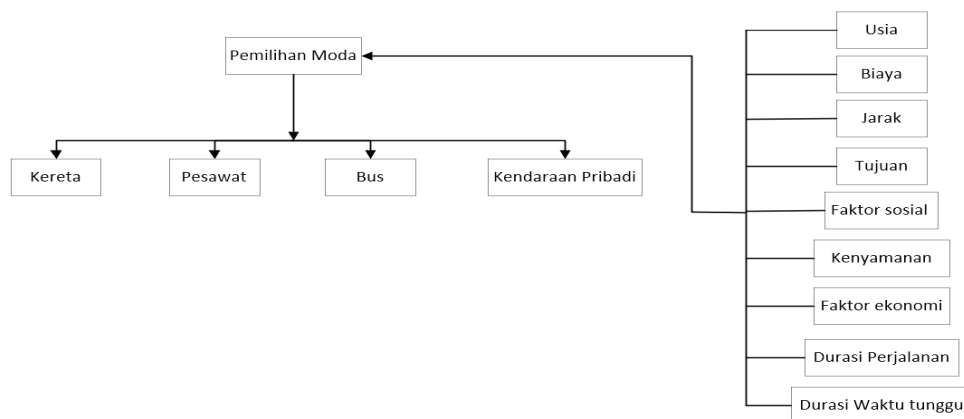 Pemilihan Moda
Kereta
Pesawat
Bus
Kendaraan Pribadi
Usia
Biaya
Jarak
Tujuan
Faktor sosial
Kenyamanan
Faktor ekonomi
Durasi Perjalanan
Durasi Waktu tunggu